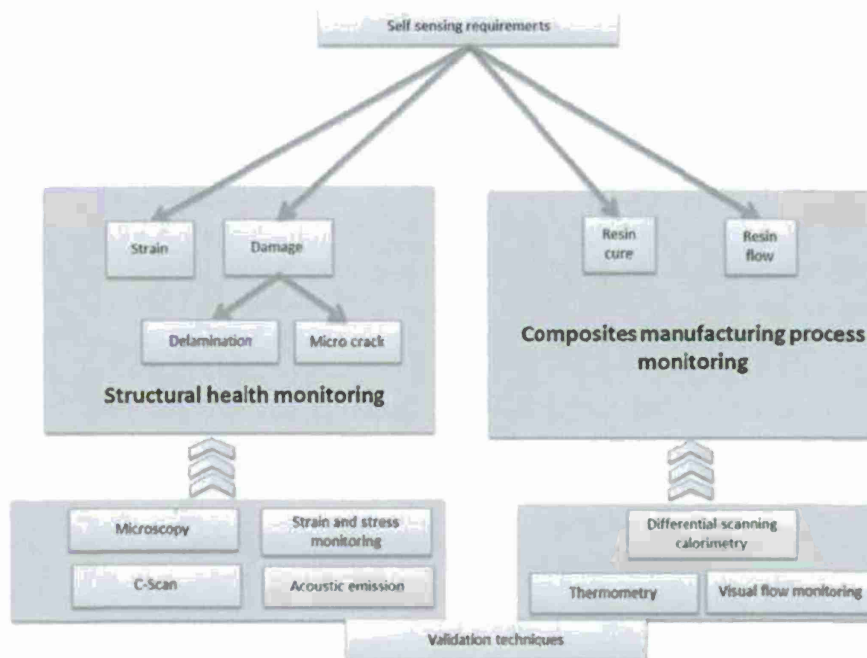 Self sensing requirements
Strain
Damage
Resin
cure
Resin
flow
Delamination
Micro crack
Structural health monitoring
Composites manufacturing process
monitoring
Microscopy
Strain and stress
monitoring
C-Scan
Acoustic emission
Differential scanning
calorimetry
Thermometry
Visual flow monitoring
Validation techniques